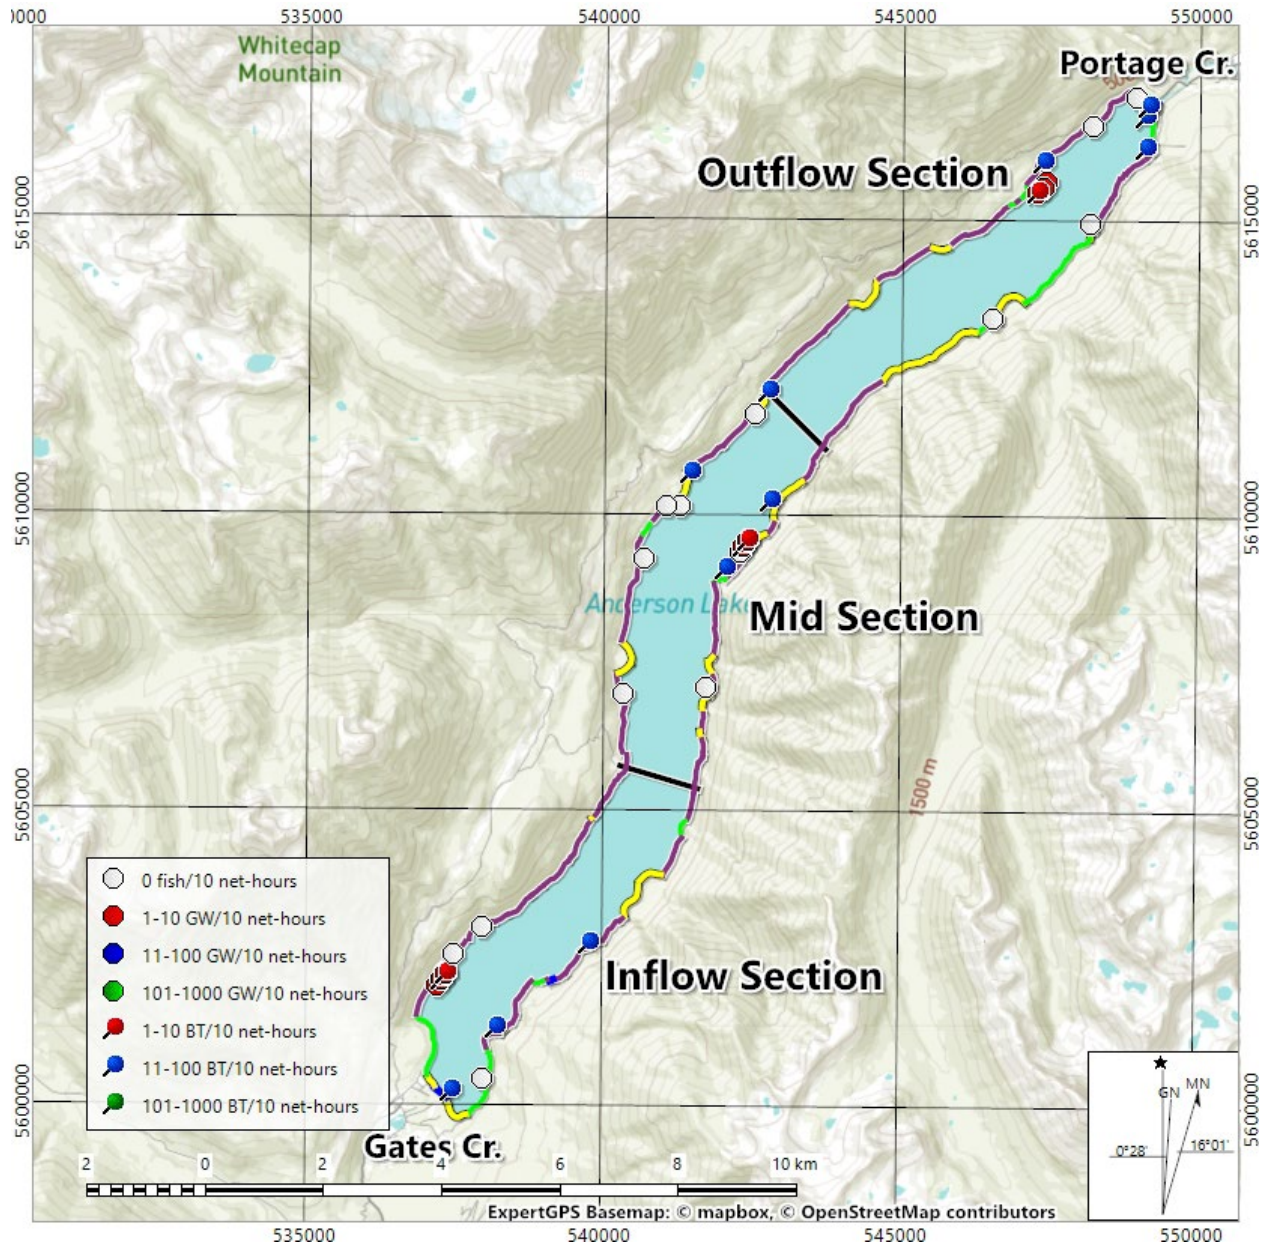 0000
535000
540000
545000
550000
Whitecap
Mountain
Portage Cr.
Outflow Section
5615000
5615000
5610000
5610000
Anderson Lake
Mid Section
1500 m
5605000
5605000
Inflow Section
0 fish/10 net-hours
1-10 GW/10 net-hours
11-100 GW/10 net-hours
101-1000 GW/10 net-hours
1-10 BT/10 net-hours
11-100 BT/10 net-hours
101-1000 BT/10 net-hours
5600000
5600000
Gates Cr.
GN
MN
0°28'
16°01'
2 0 2 4 6 8 10 km
ExpertGPS Basemap: © mapbox, © OpenStreetMap contributors
535000
540000
545000
550000